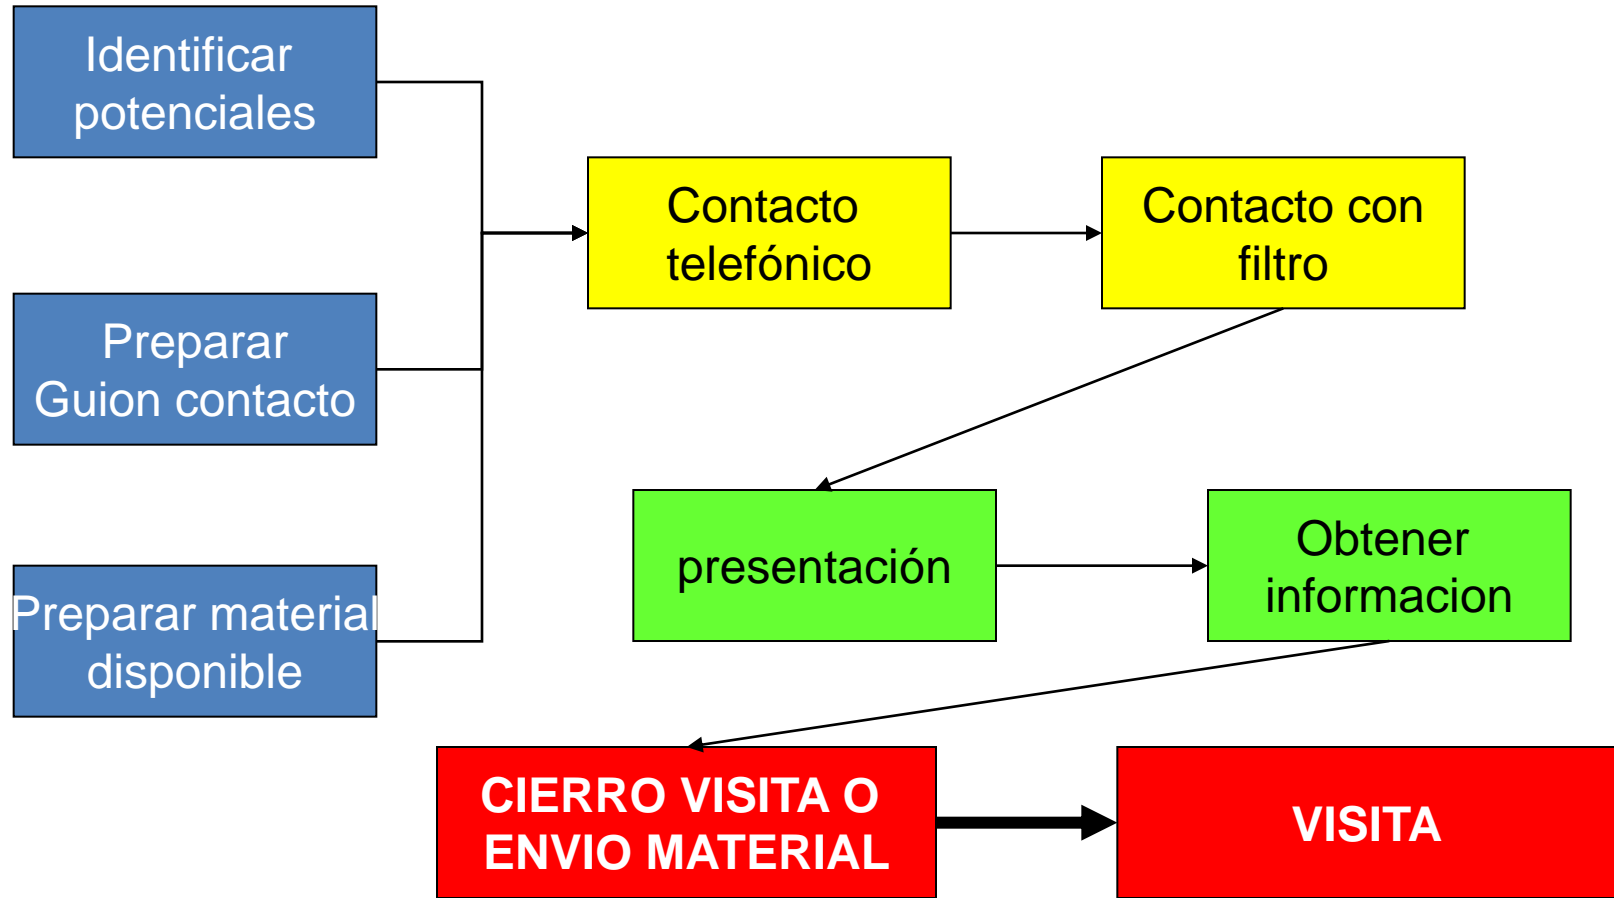 Identificar
potenciales
Preparar
Guion contacto
Preparar material
disponible
Contacto
telefónico
Contacto con
filtro
presentación
Obtener
informacion
CIERRO VISITA O
ENVIO MATERIAL
VISITA